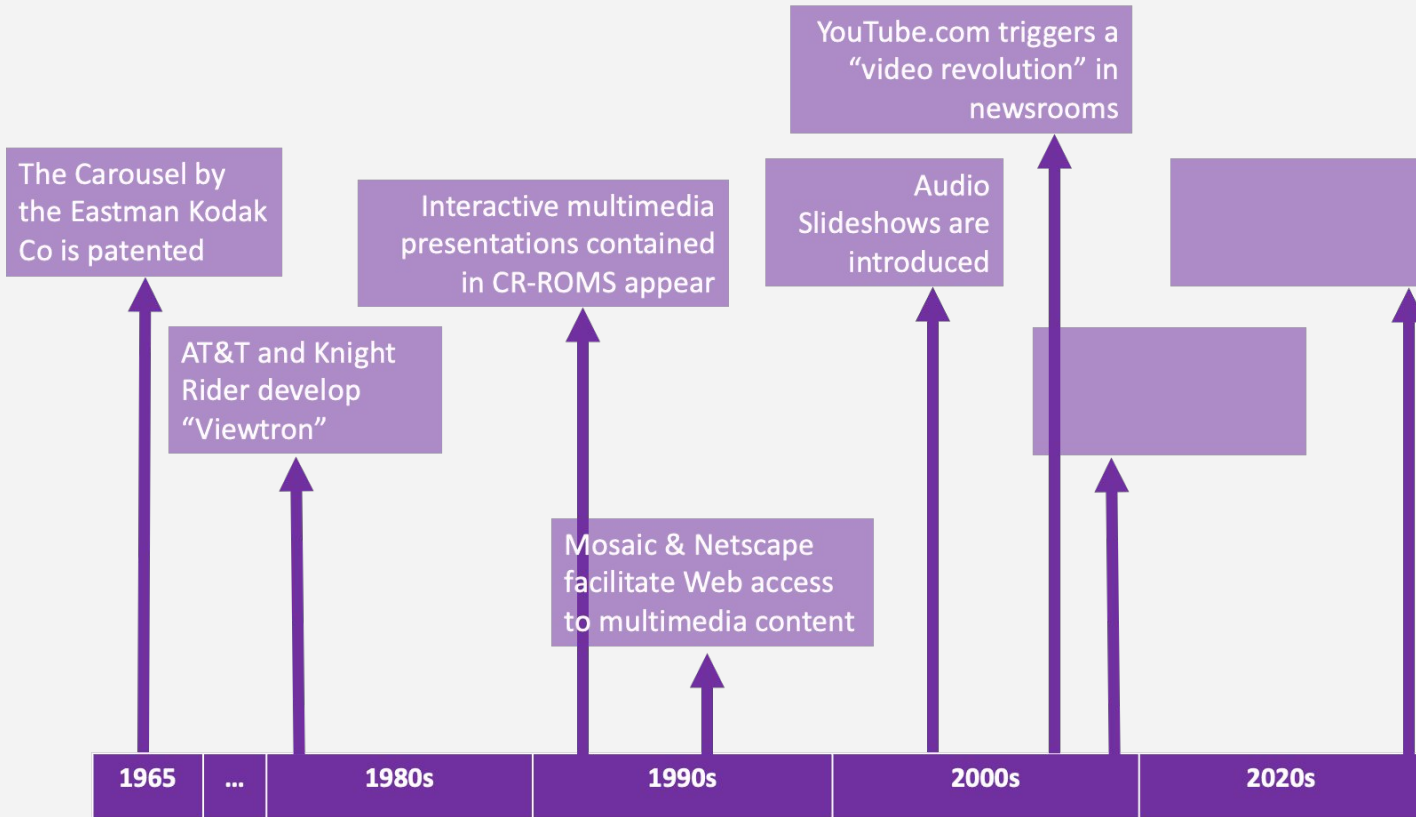 YouTube.com triggers a
“video revolution” in
newsrooms
The Carousel by
the Eastman Kodak
Co is patented
Interactive multimedia
presentations contained
in CR-ROMS appear
Audio
Slideshows are
introduced
AT&T and Knight
Rider develop
“Viewtron”
Mosaic & Netscape
facilitate Web access
to multimedia content
1965 ... 1980s 1990s 2000s 2020s